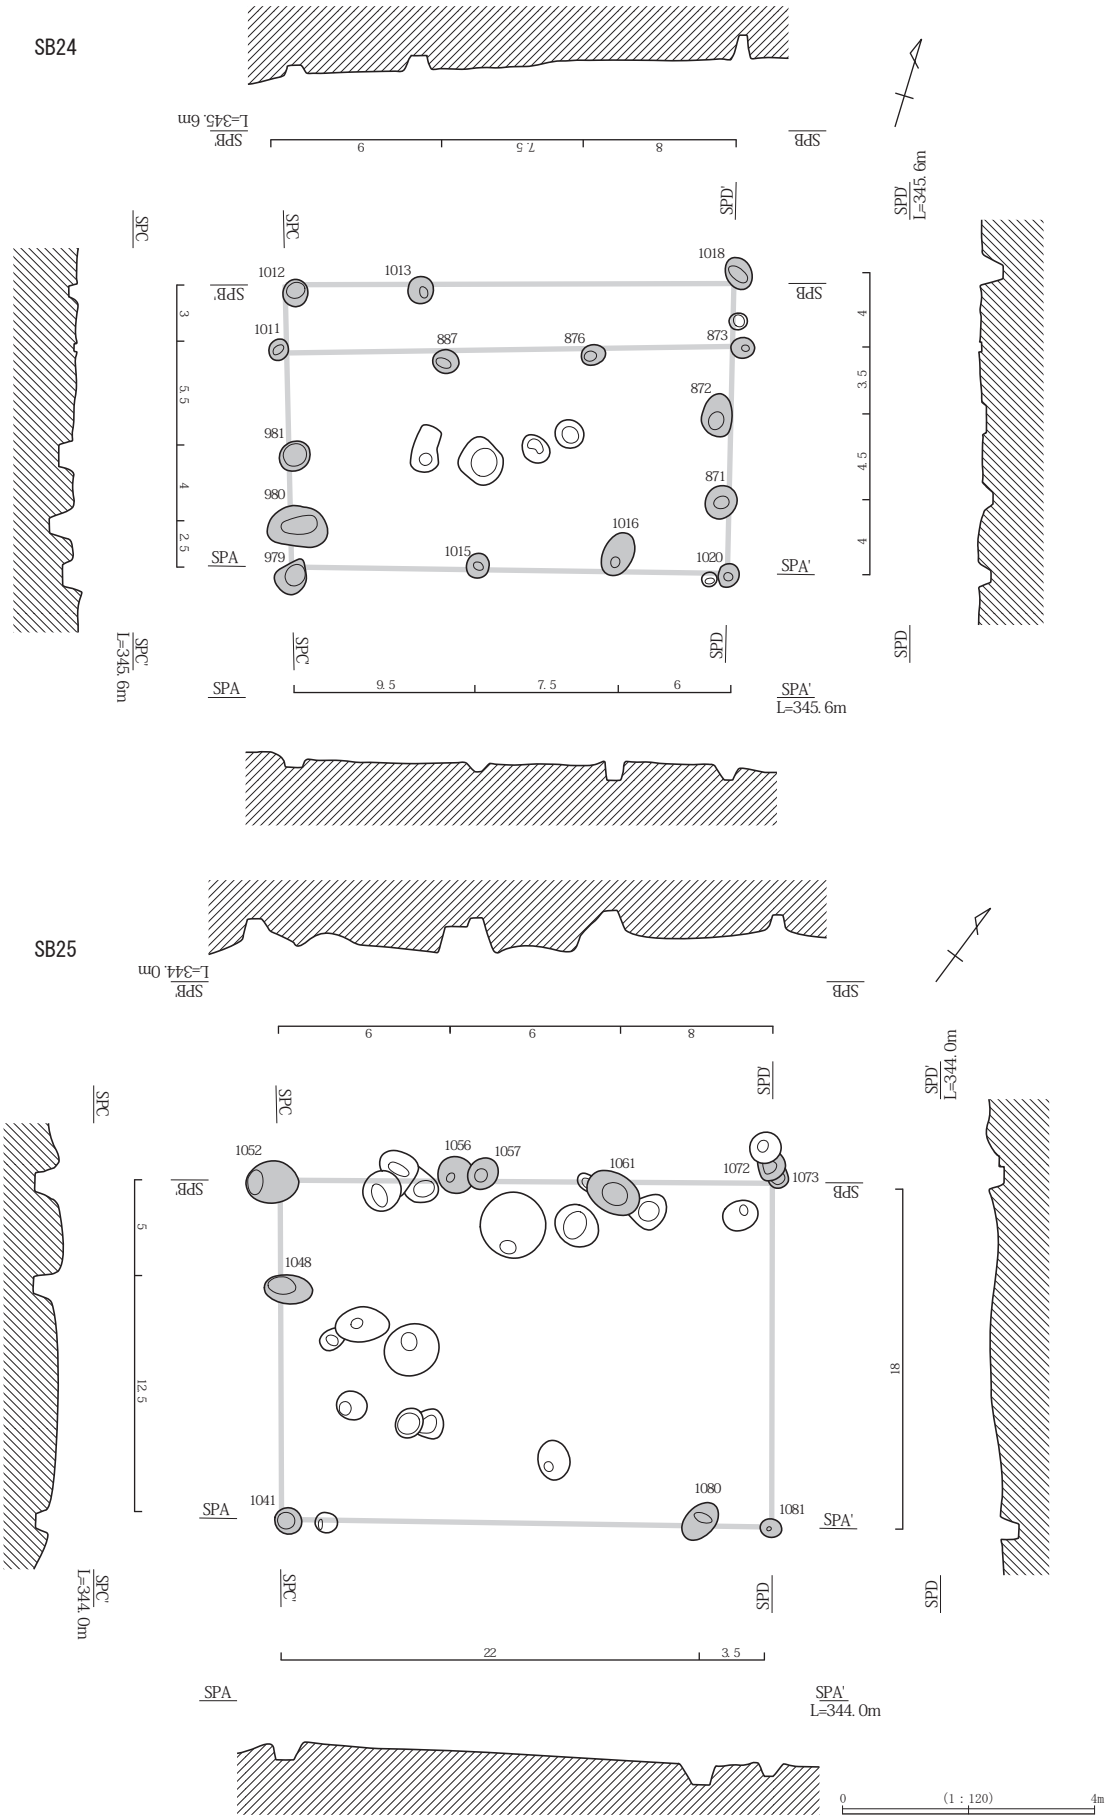 SB24
L=345.6m
SPB'
SPB
9
7.5
8
SPD'
L=345.6m
SPC
SPC
SPD'
1012
1013
1018
SPB'
SPB
3
5.5
4
2.5
1011
887
876
873
872
981
980
871
1016
1015
979
1020
4
3.5
4.5
4
SPA
SPA'
SPC'
L=345.6m
SPC'
SPD
SPD
SPA
9.5
7.5
6
SPA'
L=345.6m
SB25
L=344.0m
SPB'
SPB
9
9
8
SPD'
L=344.0m
SPC
SPC
SPD'
1052
1056
1057
1061
1072
1073
SPB'
SPB
5
12.5
1048
18
1041
1080
1081
SPA
SPA'
SPC'
L=344.0m
SPC'
SPD
SPD
22
3.5
SPA
SPA'
L=344.0m
0
(1：120)
4m